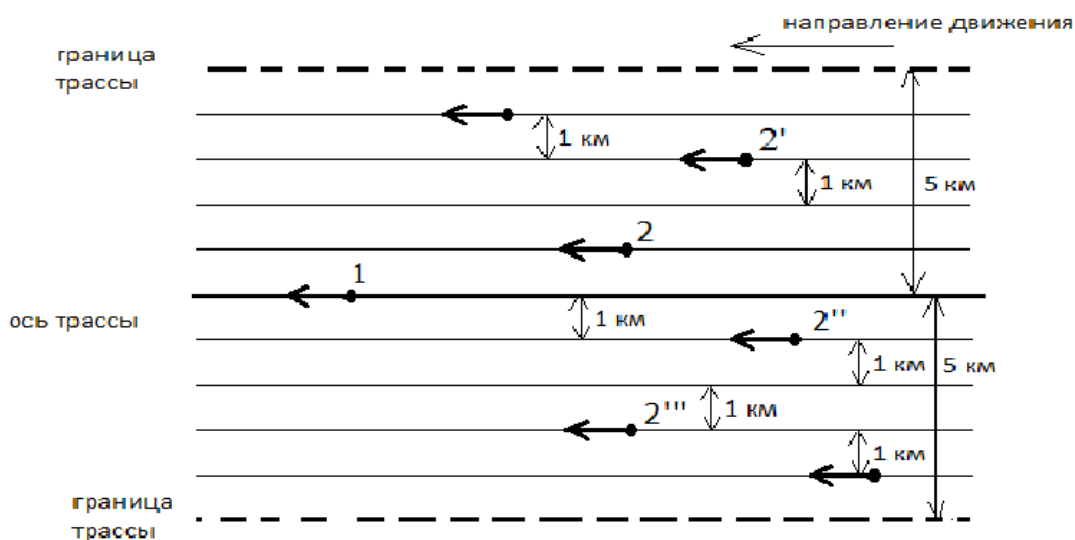 направление движения
граница
трассы
1 км
2'
1 км
5 км
2
1
ось трассы
1 км
2''
1 км
5 км
2'''
1 км
1 км
граница
трассы